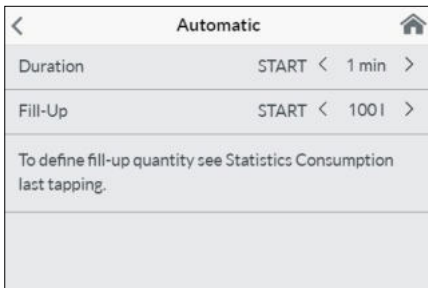 Automatic
Duration START < 1 min >
Fill-Up START < 100 l >
To define fill-up quantity see Statistics Consumption
last tapping.